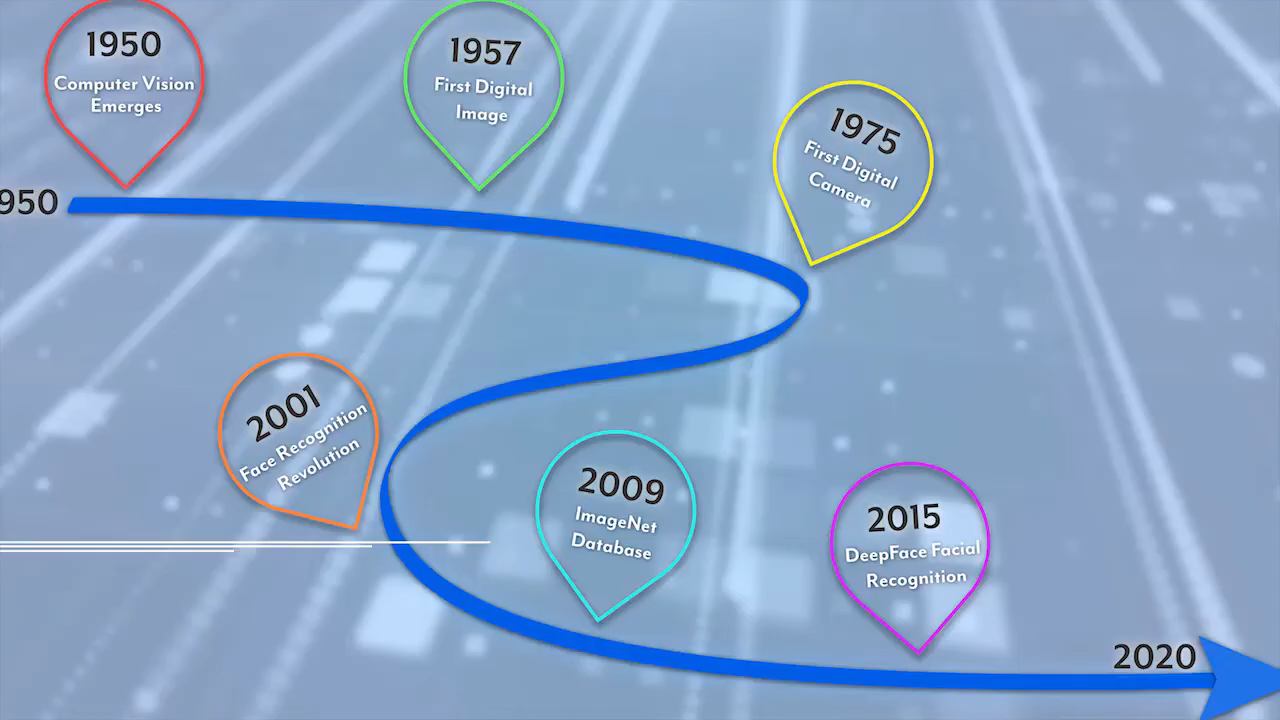 1950
Computer Vision
Emerges
1957
First Digital
Image
1975
First Digital
Camera
950
2001
Face Recognition
Revolution
2009
ImageNet
Database
2015
DeepFace Facial
Recognition
2020